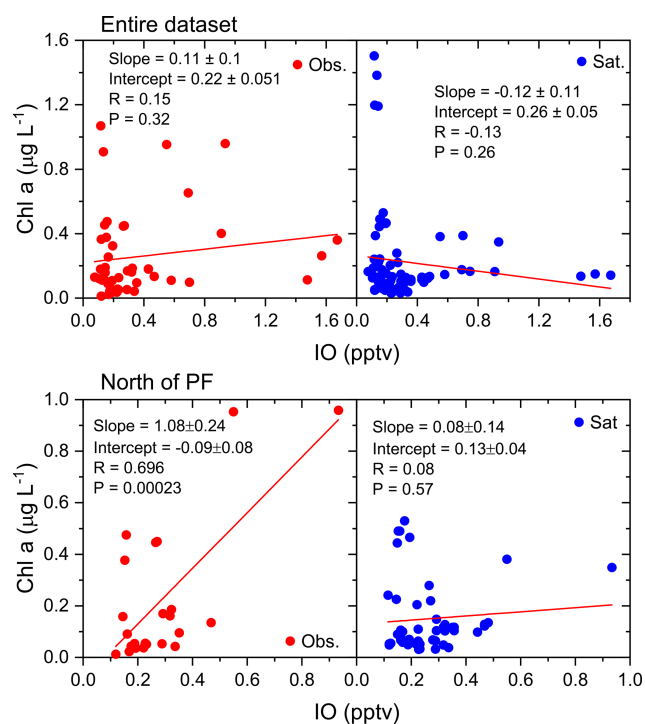 Entire dataset
1.6
1.2
0.8
0.4
0.0
Chl a (μg L⁻¹)
Slope = 0.11 ± 0.1
Intercept = 0.22 ± 0.051
R = 0.15
P = 0.32
Obs.
Slope = -0.12 ± 0.11
Intercept = 0.26 ± 0.05
R = -0.13
P = 0.26
Sat.
0.0 0.4 0.8 1.2 1.6 0.0 0.4 0.8 1.2 1.6
IO (pptv) IO (pptv)
North of PF
1.0
0.8
0.6
0.4
0.2
0.0
Chl a (μg L⁻¹)
Slope = 1.08±0.24
Intercept = -0.09±0.08
R = 0.696
P = 0.00023
Obs.
Slope = 0.08±0.14
Intercept = 0.13±0.04
R = 0.08
P = 0.57
Sat
0.0 0.2 0.4 0.6 0.8 0.0 0.2 0.4 0.6 0.8 1.0
IO (pptv) IO (pptv)